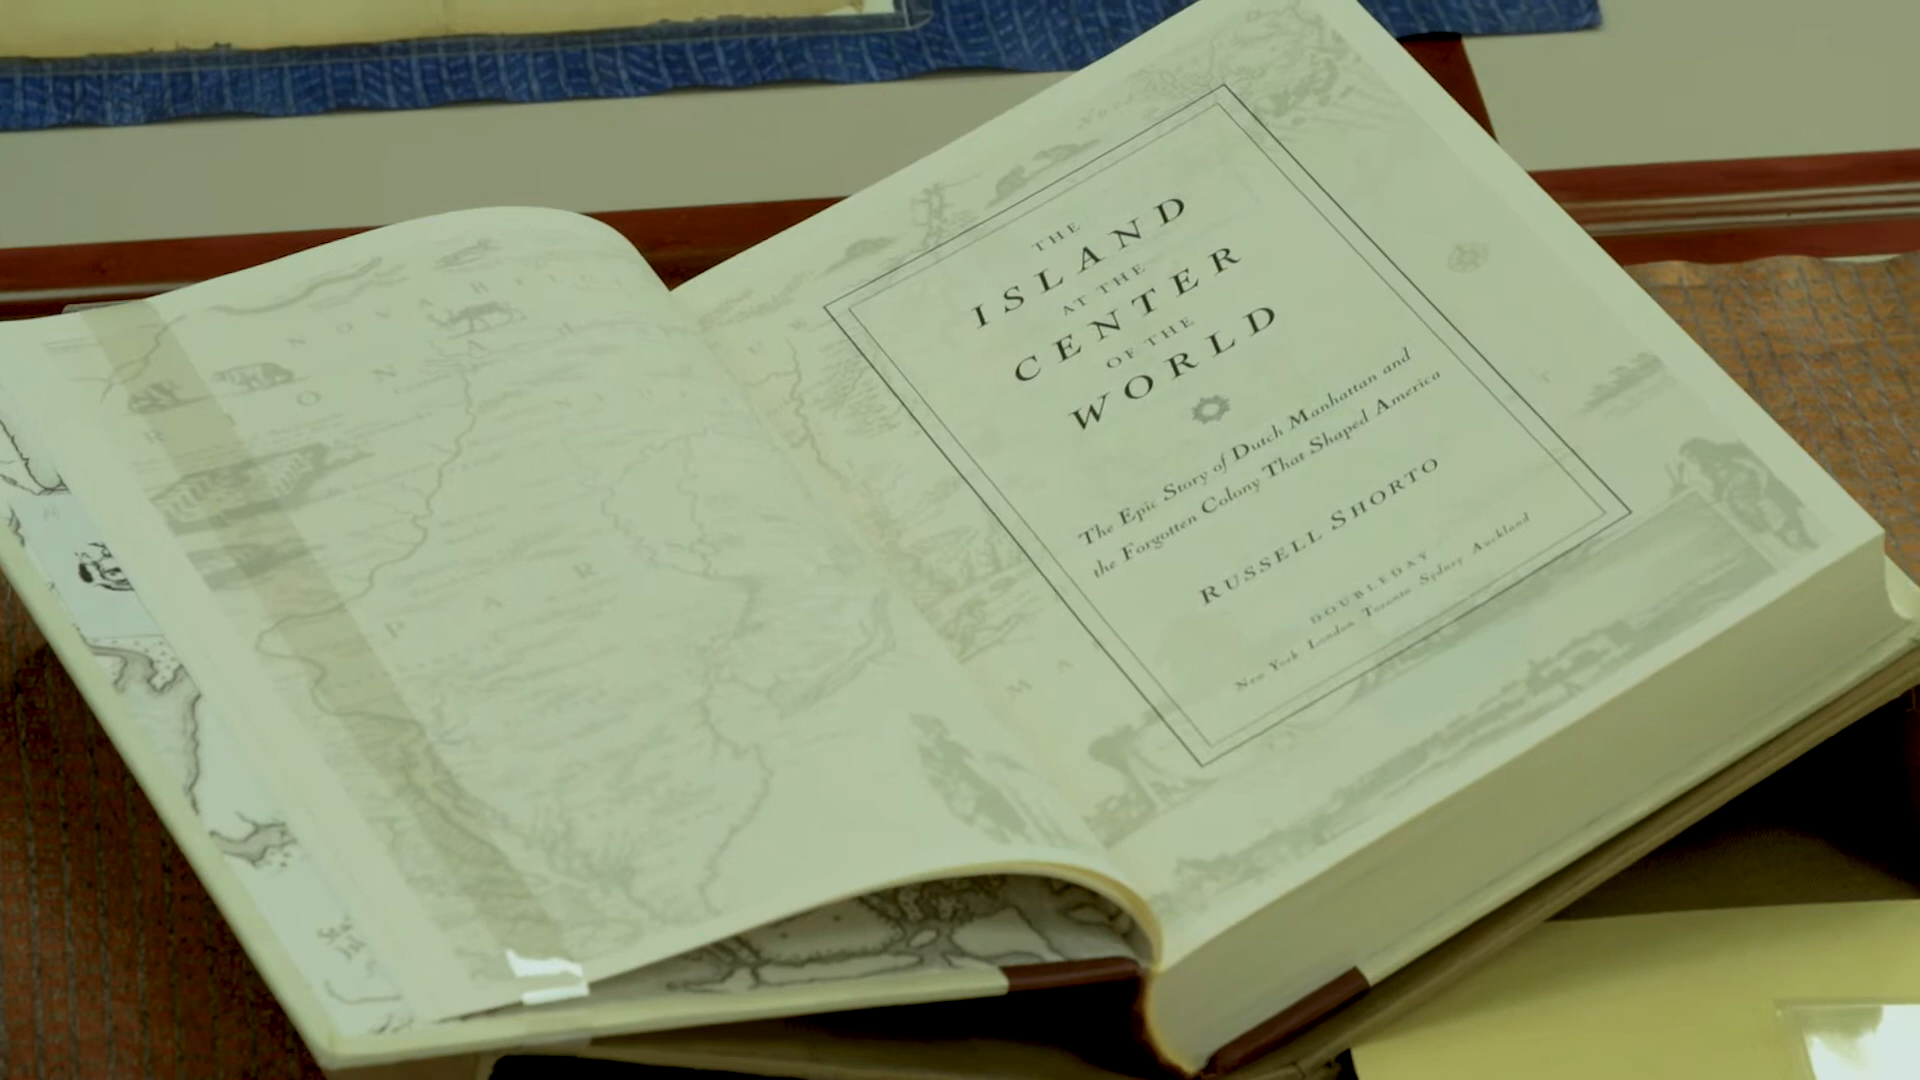 THE
ISLAND
AT THE
CENTER
OF THE
WORLD
The Epic Story of Dutch Manhattan and
the Forgotten Colony That Shaped America
RUSSELL SHORTO
DOUBLEDAY
New York London Toronto Sydney Auckland